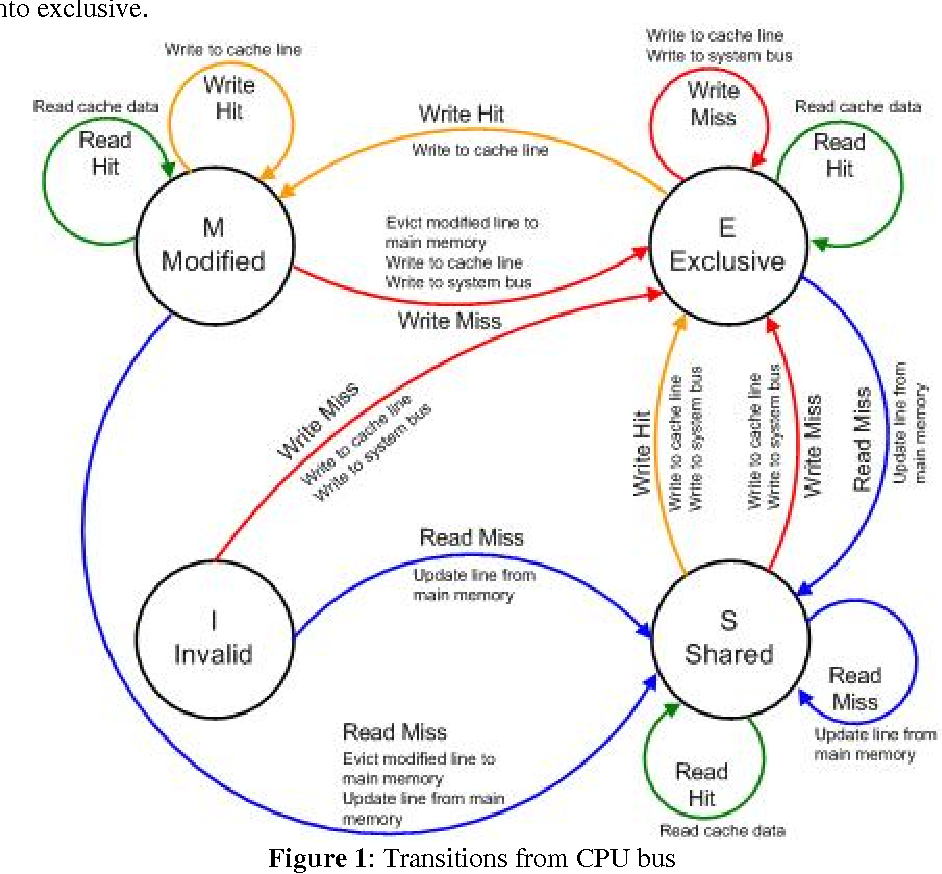 nto exclusive.
Write to cache line
Write
Hit
Read cache data
Read
Hit
Write Hit
Write to cache line
Write to cache line
Write to system bus
Write
Miss
Read cache data
Read
Hit
M
Modified
Evict modified line to
main memory
Write to cache line
Write to system bus
Write Miss
E
Exclusive
Write Miss
Write to cache line
Write to system bus
Write Hit
Write to cache line
Write to system bus
Write to cache line
Write to system bus
Write Miss
Read Miss
Update line from
main memory
I
Invalid
Read Miss
Update line from
main memory
S
Shared
Read
Miss
Update line from
main memory
Read Miss
Evict modified line to
main memory
Update line from main
memory
Read
Hit
Read cache data
Figure 1: Transitions from CPU bus